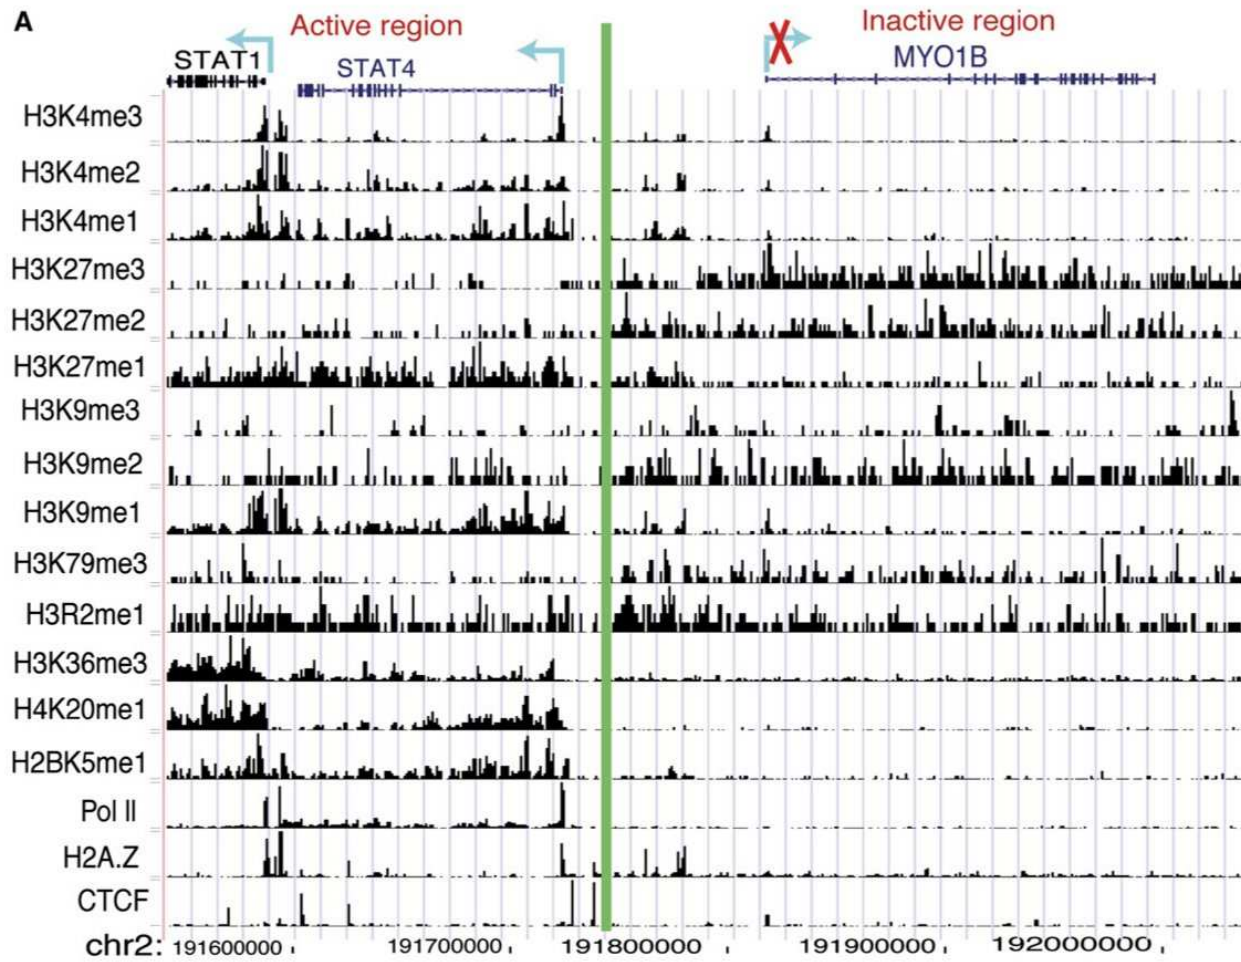 A
Active region
Inactive region
STAT1
STAT4
MYO1B
H3K4me3
H3K4me2
H3K4me1
H3K27me3
H3K27me2
H3K27me1
H3K9me3
H3K9me2
H3K9me1
H3K79me3
H3R2me1
H3K36me3
H4K20me1
H2BK5me1
Pol II
H2A.Z
CTCF
chr2: 191600000 191700000 191800000 191900000 192000000